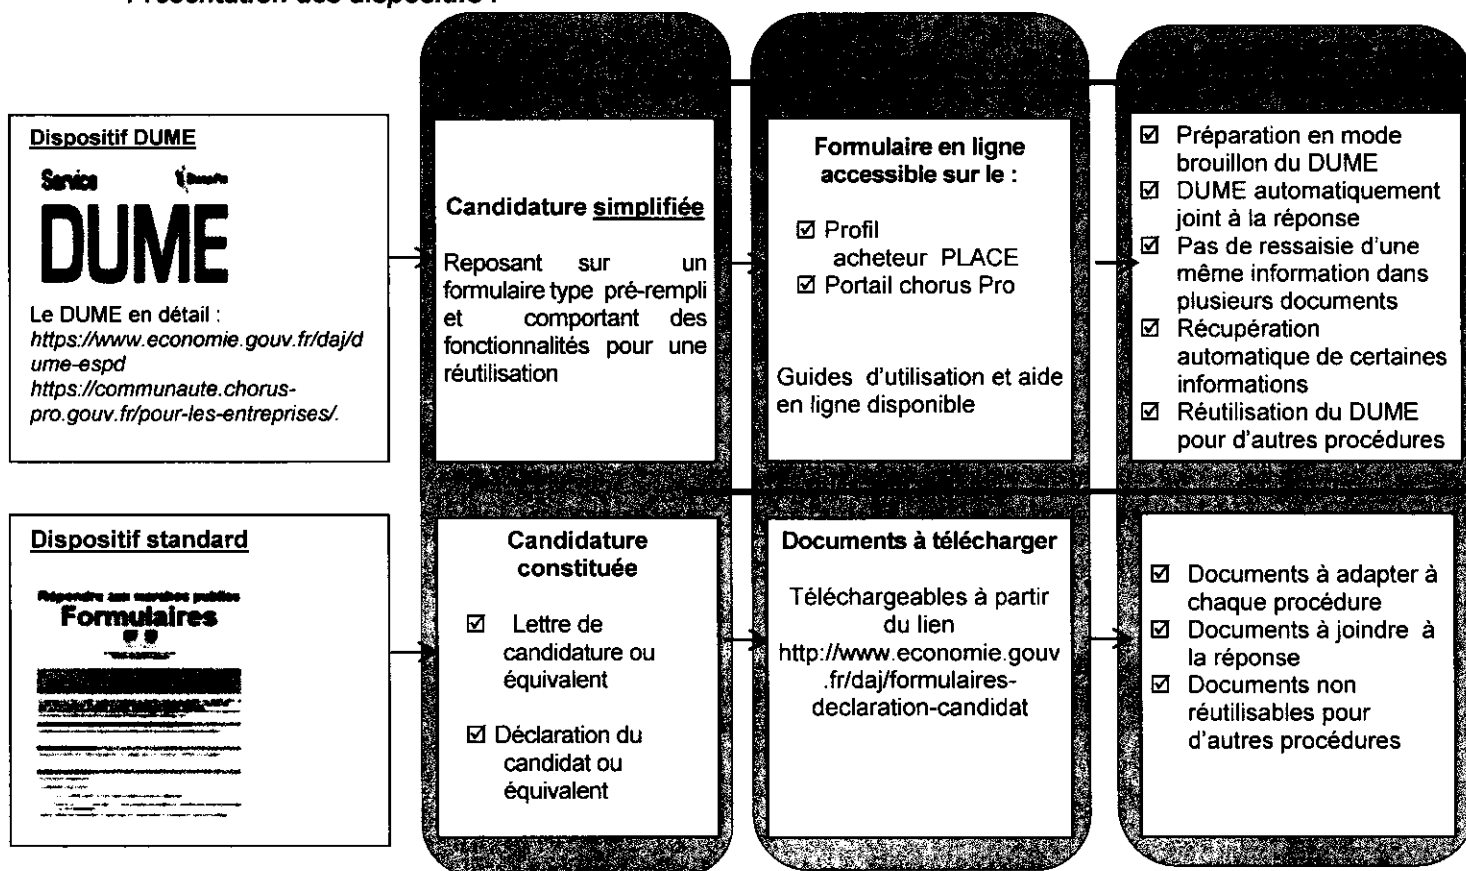 Présentation des dispositifs :
Dispositif DUME
Service
DUME
Le DUME en détail :
https://www.economie.gouv.fr/daj/d
ume-espd
https://communaute.chorus-
pro.gouv.fr/pour-les-entreprises/.
Candidature simplifiée
Reposant sur un
formulaire type pré-rempli
et comportant des
fonctionnalités pour une
réutilisation
Formulaire en ligne
accessible sur le :
☑ Profil
acheteur PLACE
☑ Portail chorus Pro
Guides d'utilisation et aide
en ligne disponible
☑ Préparation en mode
brouillon du DUME
☑ DUME automatiquement
joint à la réponse
☑ Pas de ressaisie d'une
même information dans
plusieurs documents
☑ Récupération
automatique de certaines
informations
☑ Réutilisation du DUME
pour d'autres procédures
Dispositif standard
Répondre aux marchés publics
Formulaires
Candidature
constituée
☑ Lettre de
candidature ou
équivalent
☑ Déclaration du
candidat ou
équivalent
Documents à télécharger
Téléchargeables à partir
du lien
http://www.economie.gouv
.fr/daj/formulaires-
declaration-candidat
☑ Documents à adapter à
chaque procédure
☑ Documents à joindre à
la réponse
☑ Documents non
réutilisables pour
d'autres procédures